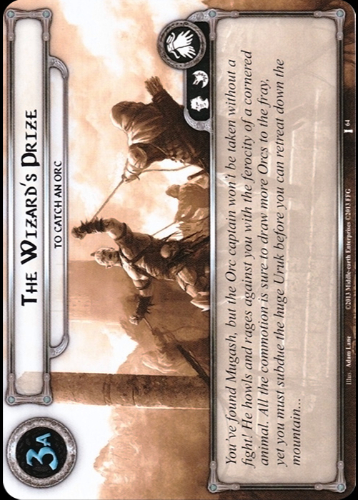 3A
THE WIZARD'S PRIZE
TO CATCH AN ORC
You've found Mugash, but the Orc captain won't be taken without a
fight! He howls and rages against you with the ferocity of a cornered
animal. All the commotion is sure to draw more Orcs to the fray,
yet you must subdue the huge Uruk before you can retreat down the
mountain...
Illus. Adam Lane ©2013 Middle-earth Enterprises ©2013 FFG 64